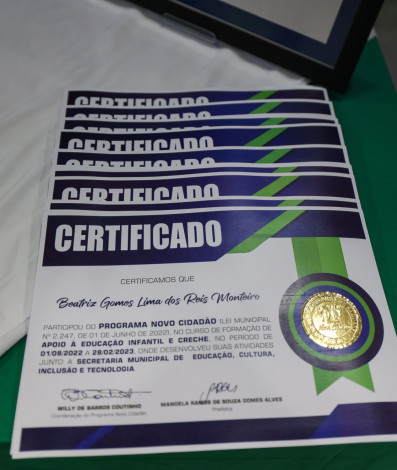 CERTIFICADO
CERTIFICADO
CERTIFICADO
CERTIFICADO
CERTIFICADO
CERTIFICAMOS QUE
Beatriz Gomes Lima dos Reis Monteiro
PARTICIPOU DO PROGRAMA NOVO CIDADÃO (LEI MUNICIPAL
Nº 2.247, DE 01 DE JUNHO DE 2022), NO CURSO DE FORMAÇÃO DE
APOIO À EDUCAÇÃO INFANTIL E CRECHE, NO PERÍODO DE
01/09/2022 A 28/02/2023, ONDE DESENVOLVEU SUAS ATIVIDADES
JUNTO A SECRETARIA MUNICIPAL DE EDUCAÇÃO, CULTURA,
INCLUSÃO E TECNOLOGIA
WILLY DE BARROS COUTINHO
Coordenação do Programa Novo Cidadão
MANOELA RAMOS DE SOUZA GOMES ALVES
Prefeita